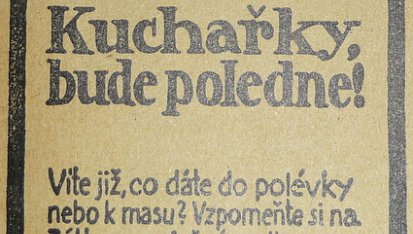 Kuchařky,
bude poledne!
Víte již, co dáte do polévky
nebo k masu? Vzpomeňte si na